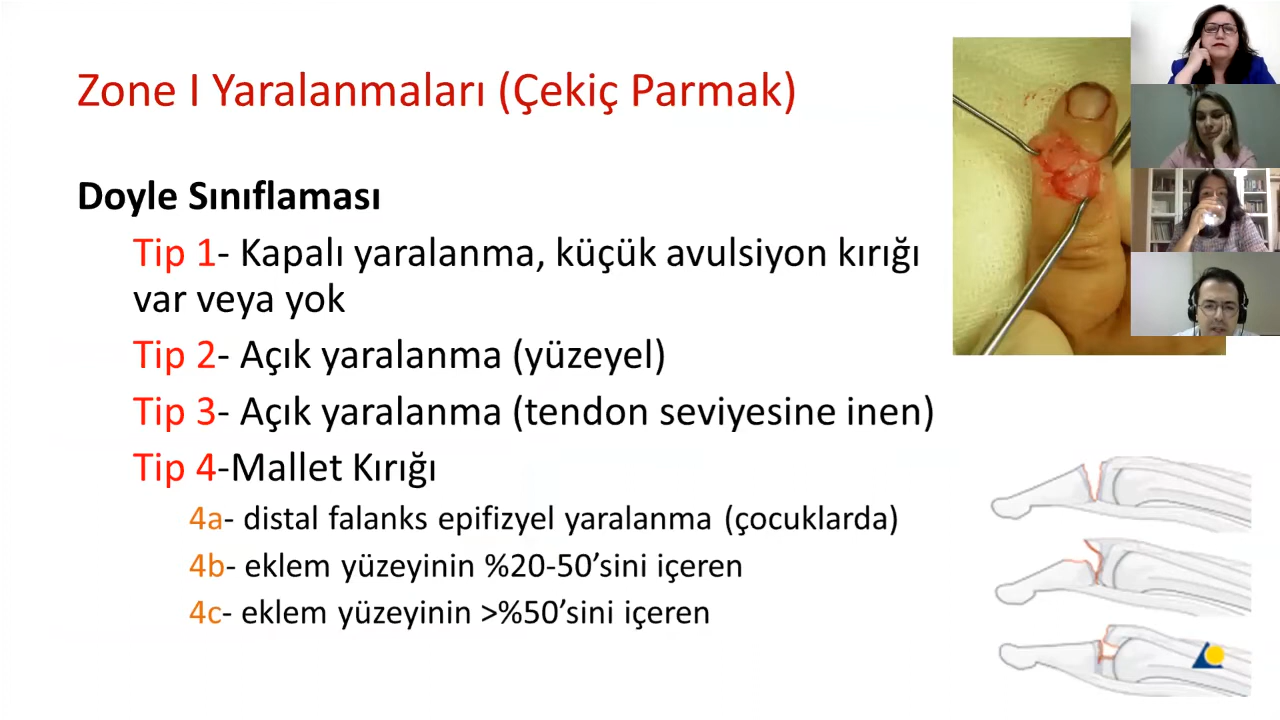 Zone I Yaralanmaları (Çekiç Parmak)
Doyle Sınıflaması
Tip 1- Kapalı yaralanma, küçük avulsiyon kırığı
var veya yok
Tip 2- Açık yaralanma (yüzeyel)
Tip 3- Açık yaralanma (tendon seviyesine inen)
Tip 4-Mallet Kırığı
4a- distal falanks epifizyel yaralanma (çocuklarda)
4b- eklem yüzeyinin %20-50’sini içeren
4c- eklem yüzeyinin >%50’sini içeren